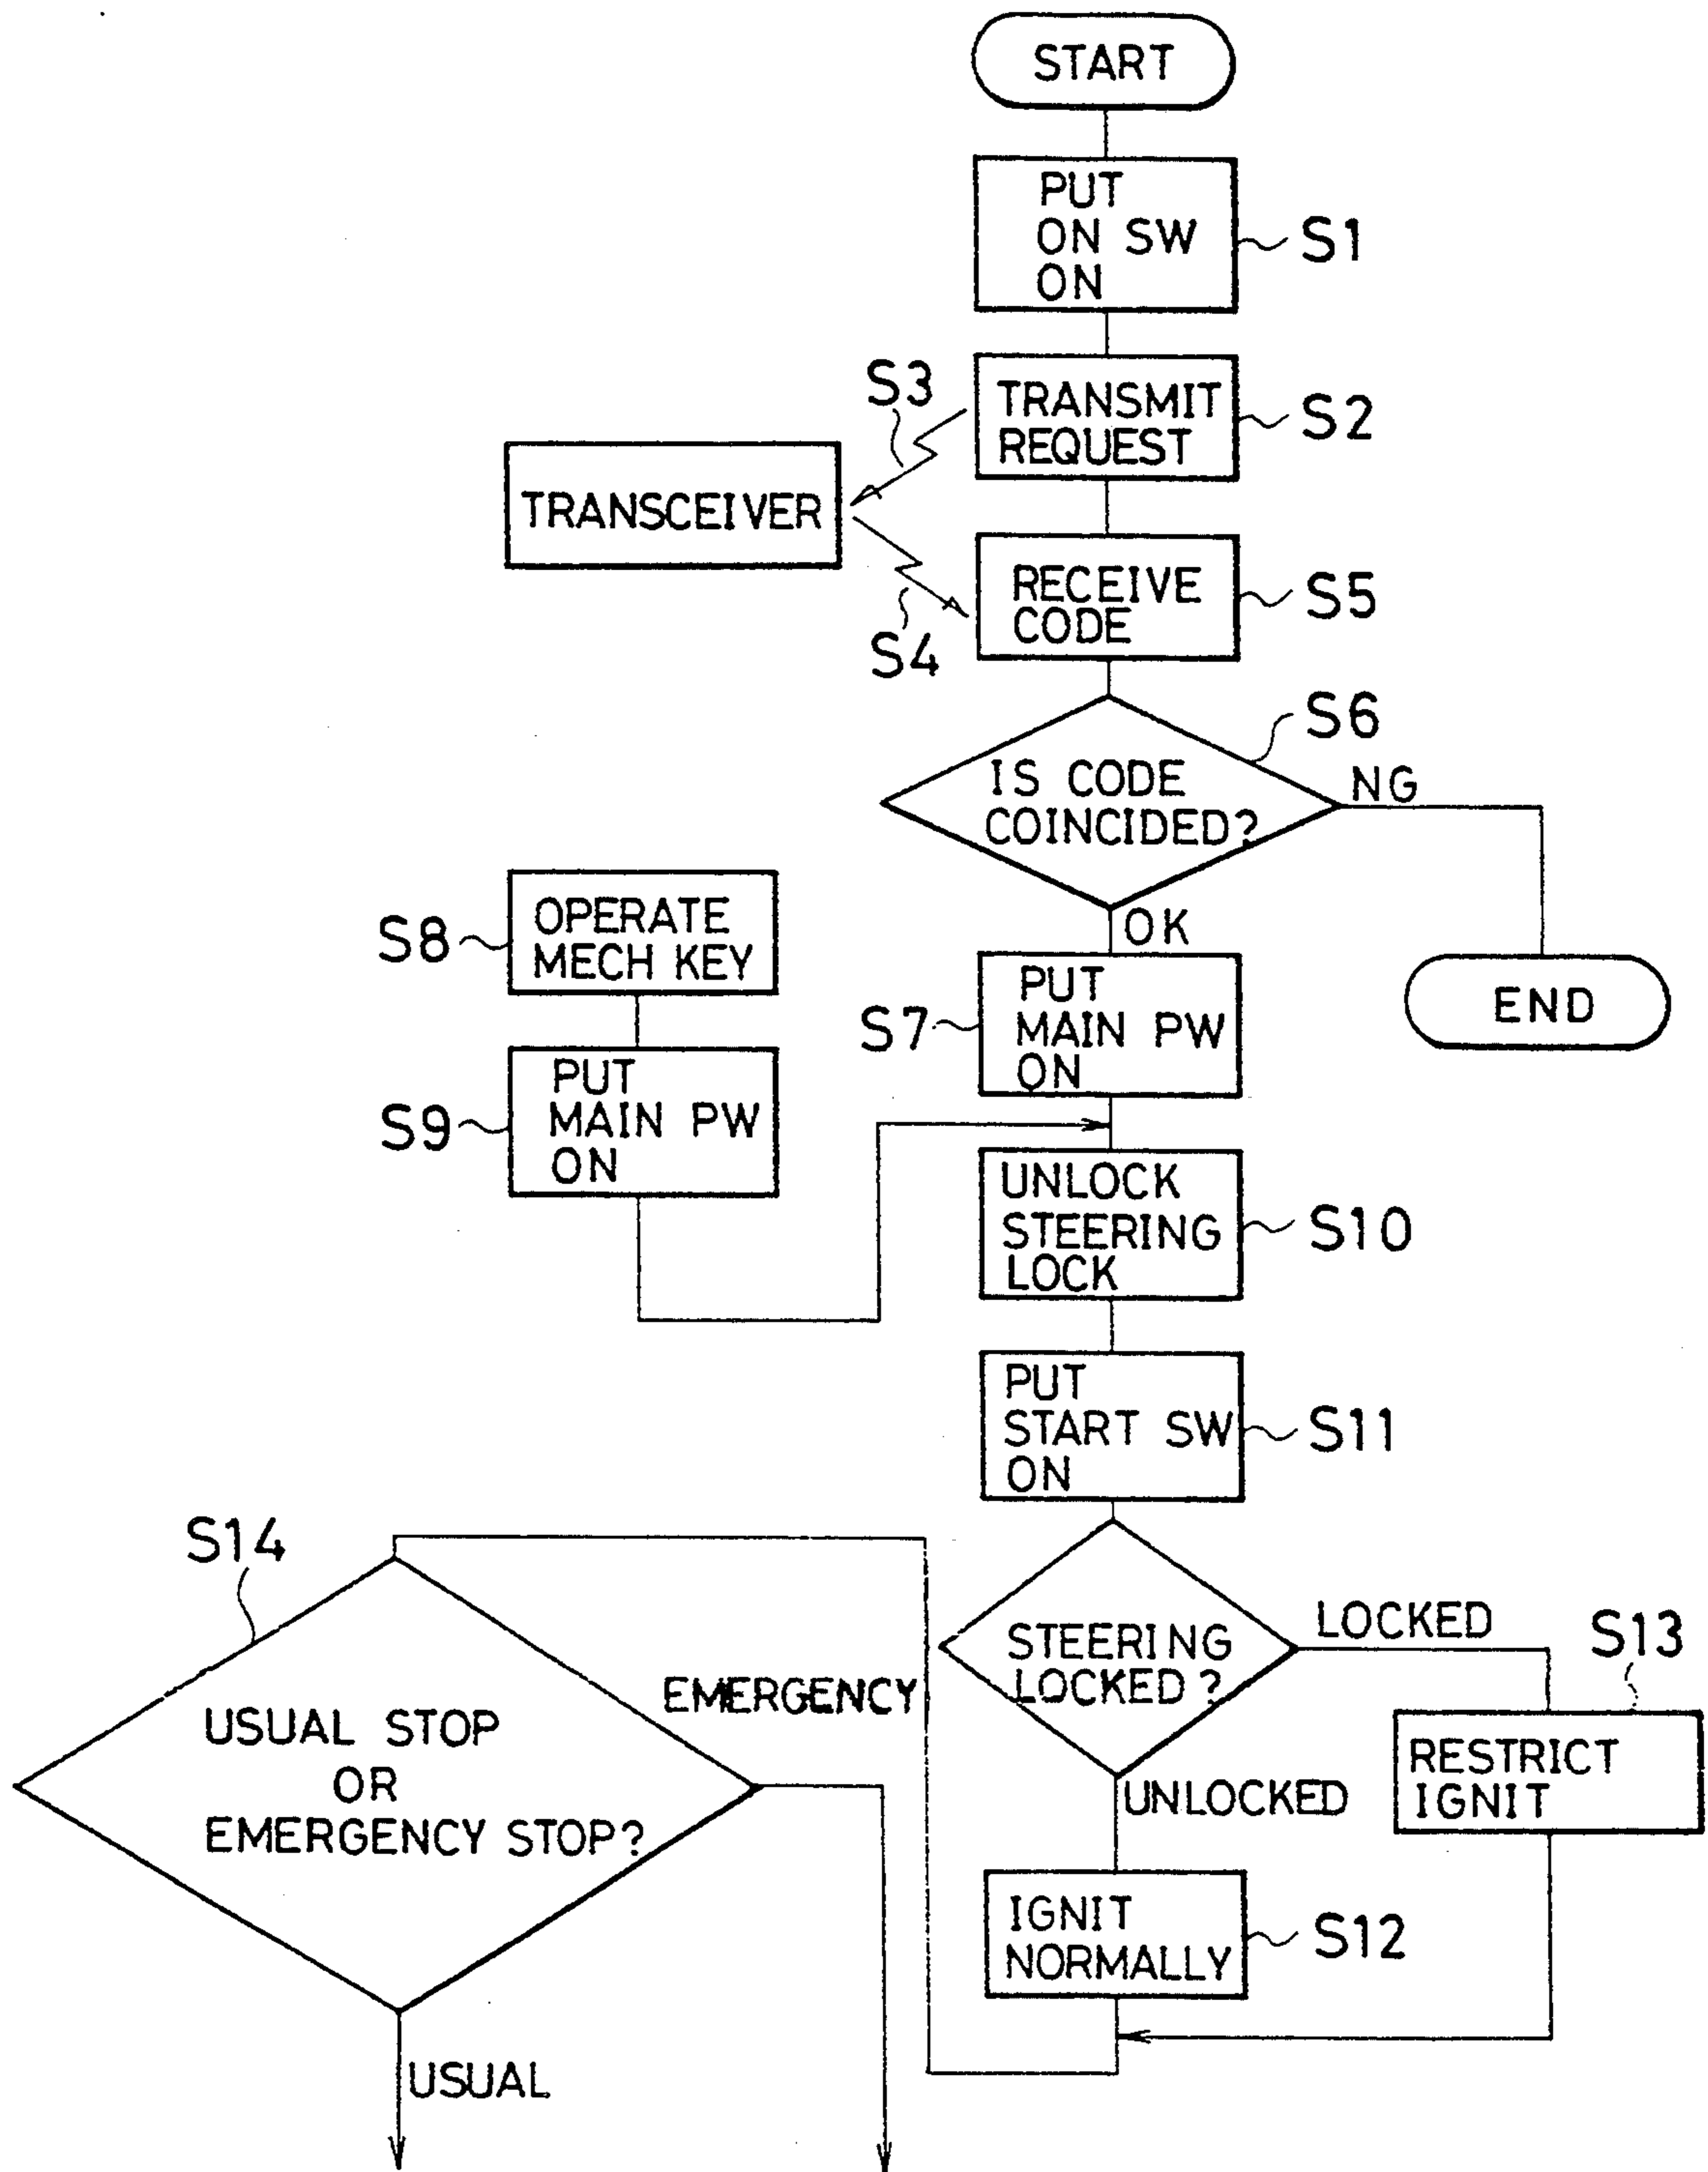 START
PUT
ON SW
ON
S1
S3
TRANSMIT
REQUEST
S2
TRANSCEIVER
RECEIVE
CODE
S5
S4
S6
IS CODE
COINCIDED?
NG
OK
S8
OPERATE
MECH KEY
S7
PUT
MAIN PW
ON
END
S9
PUT
MAIN PW
ON
UNLOCK
STEERING
LOCK
S10
PUT
START SW
ON
S11
S14
STEERING
LOCKED?
LOCKED
S13
EMERGENCY
USUAL STOP
OR
EMERGENCY STOP?
RESTRICT
IGNIT
UNLOCKED
IGNIT
NORMALLY
S12
USUAL